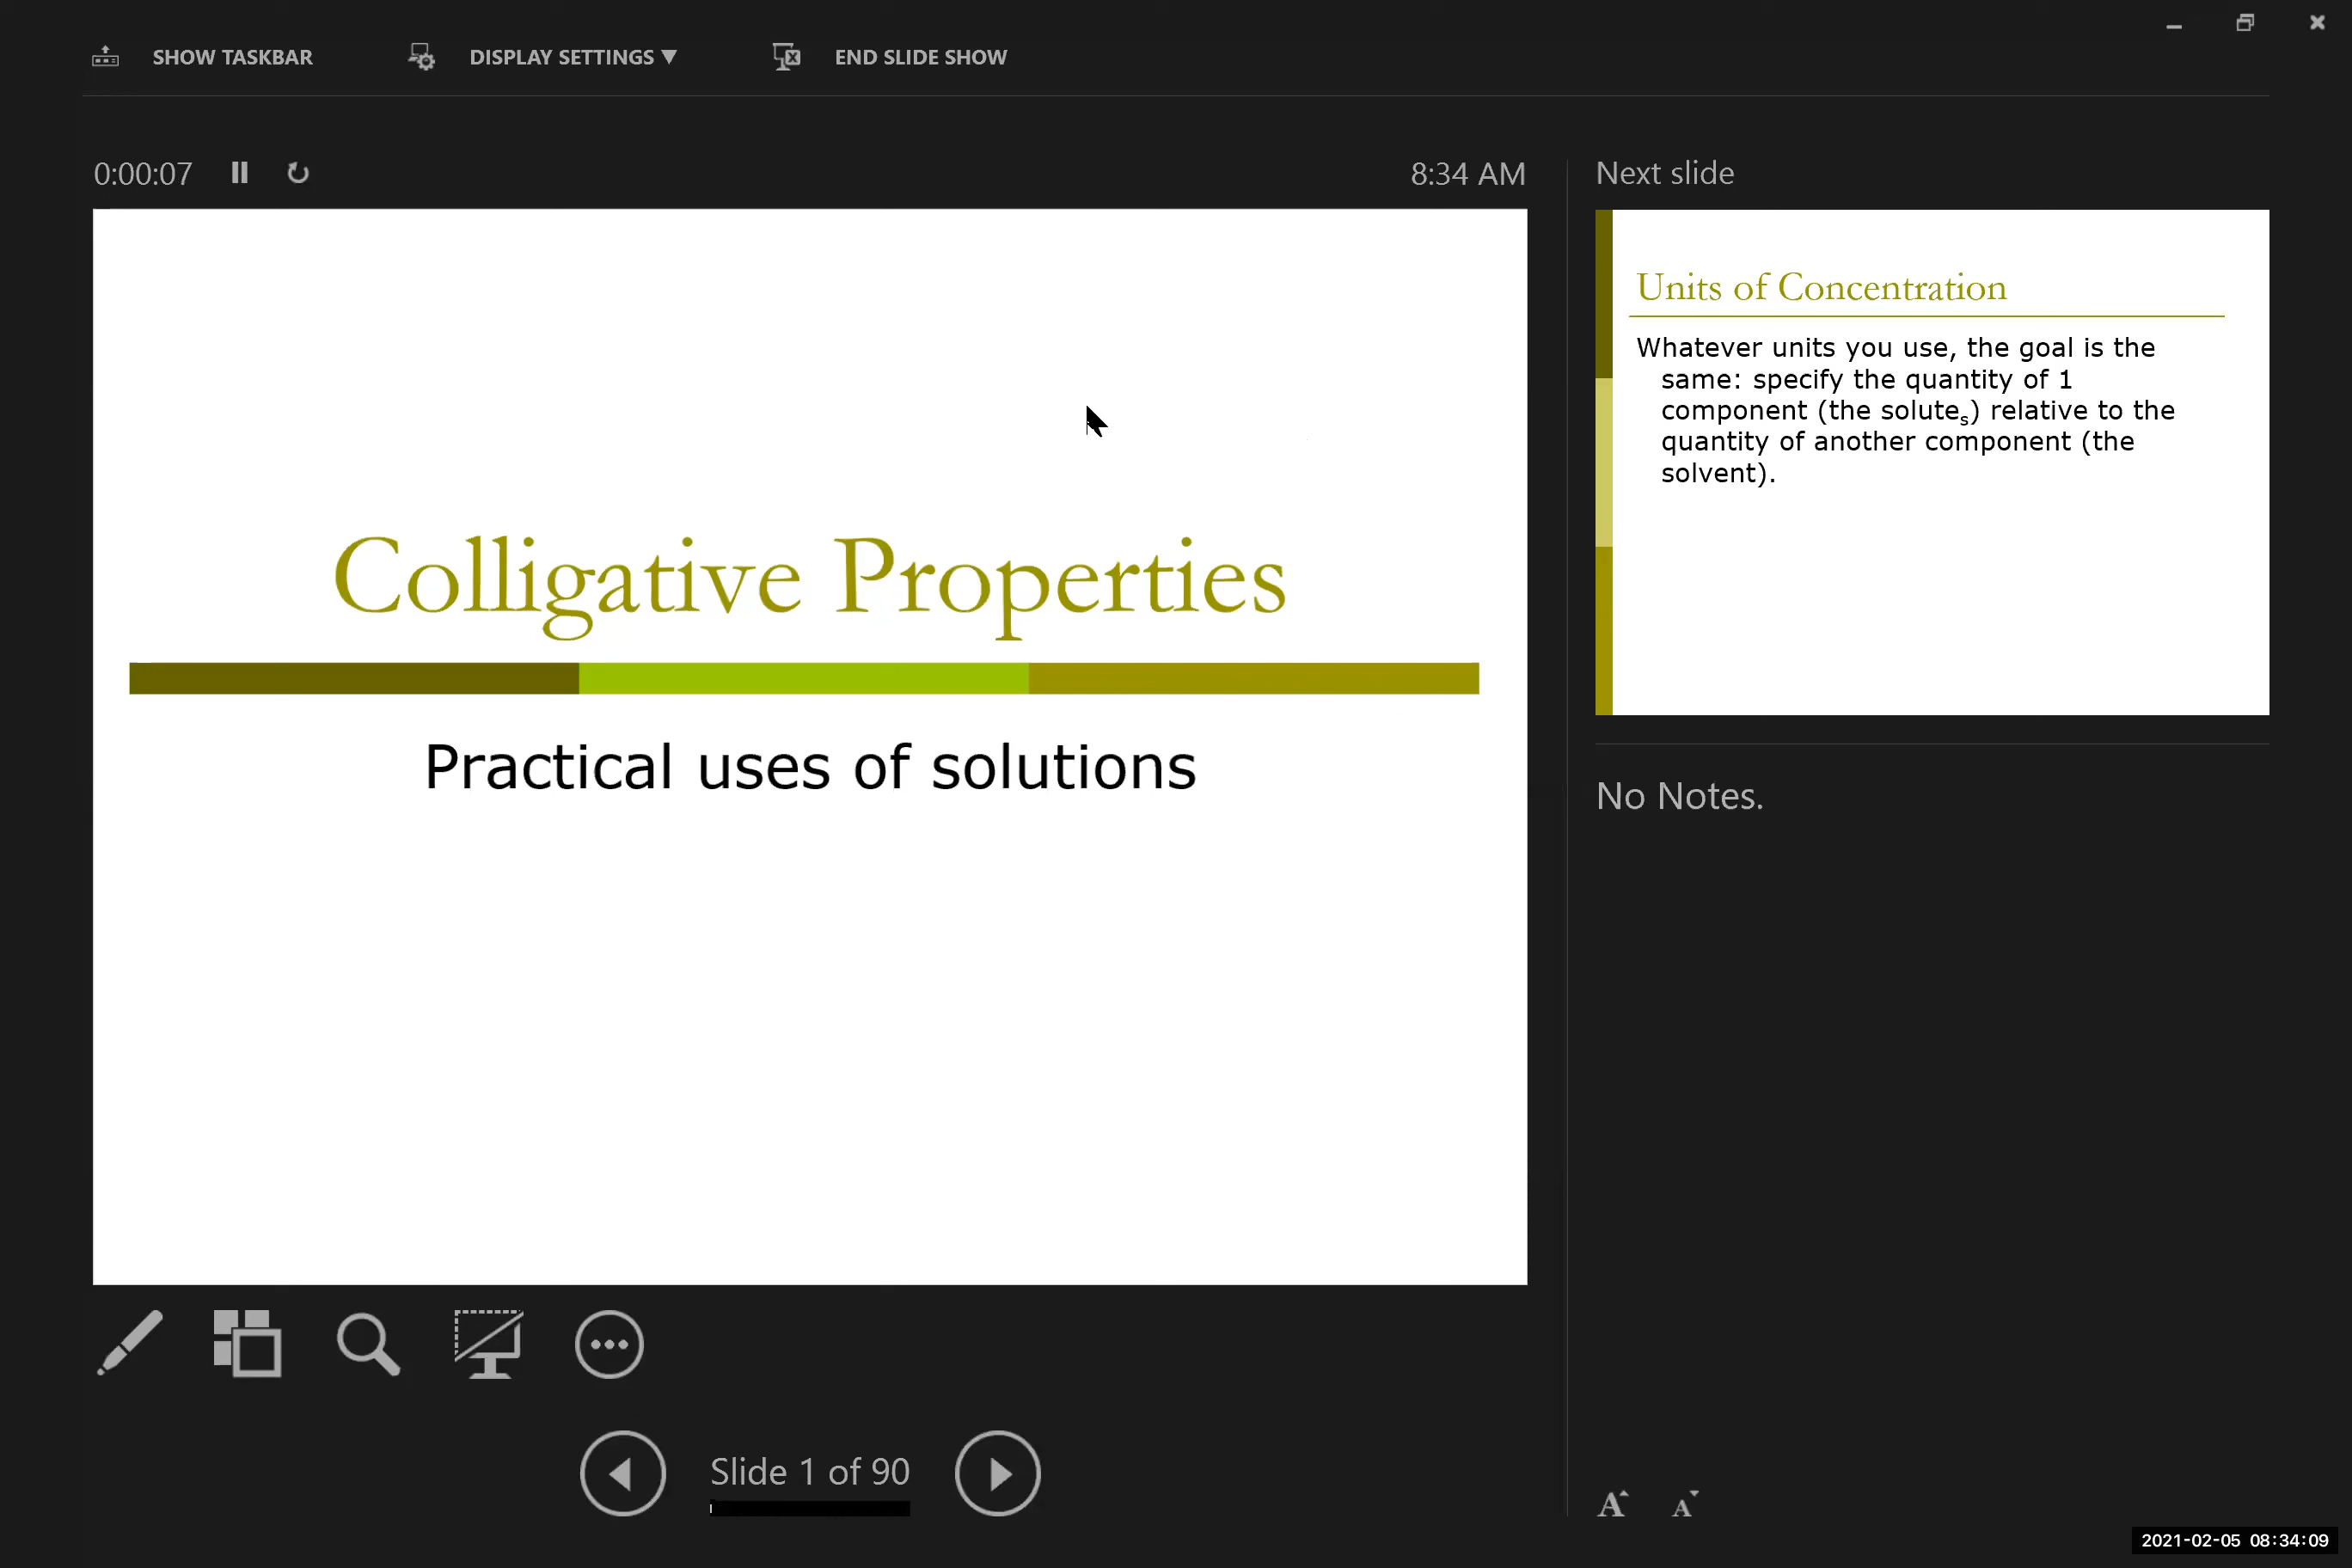 SHOW TASKBAR
DISPLAY SETTINGS ▼
END SLIDE SHOW
0:00:07
8:34 AM
Colligative Properties
Practical uses of solutions
Slide 1 of 90
Next slide
Units of Concentration
Whatever units you use, the goal is the
same: specify the quantity of 1
component (the solutes) relative to the
quantity of another component (the
solvent).
No Notes.
A A
2021-02-05 08:34:09